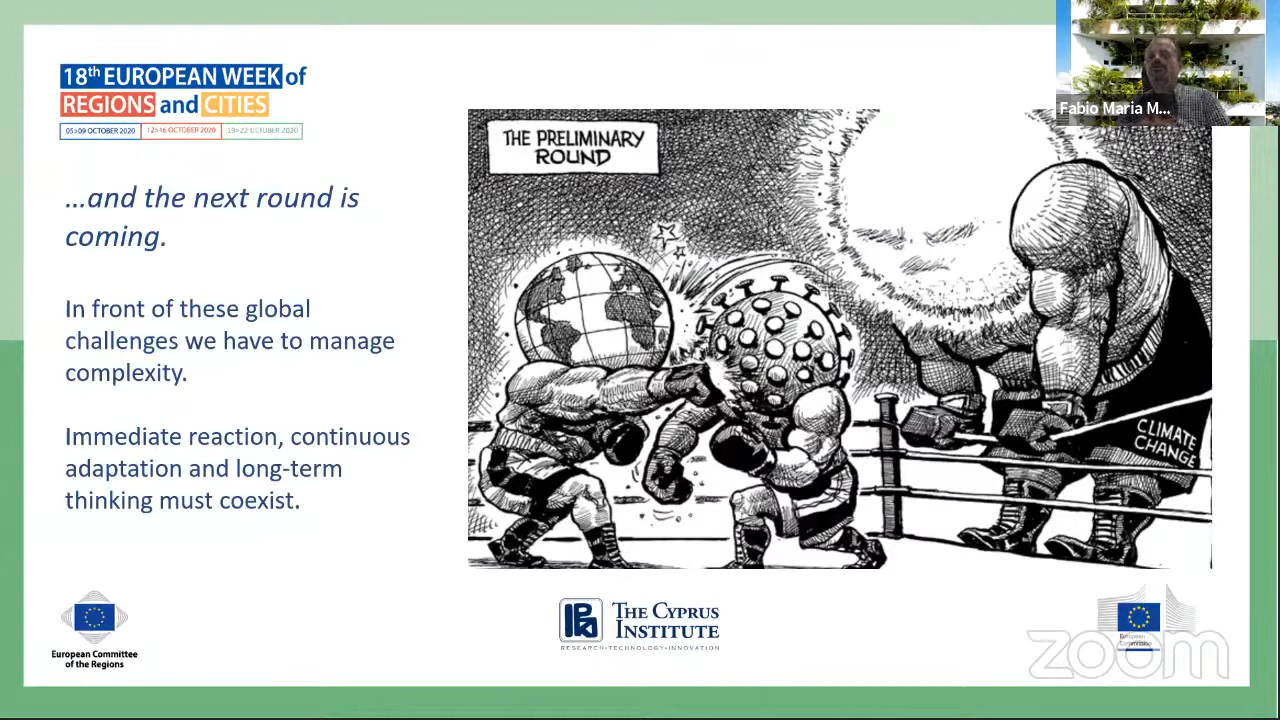 18th EUROPEAN WEEK of
REGIONS and CITIES
05>09 OCTOBER 2020 12>16 OCTOBER 2020 19>22 OCTOBER 2020
Fabio Maria M...
...and the next round is
coming.
In front of these global
challenges we have to manage
complexity.
Immediate reaction, continuous
adaptation and long-term
thinking must coexist.
THE PRELIMINARY
ROUND
CLIMATE
CHANGE
European Committee
of the Regions
THE CYPRUS
INSTITUTE
RESEARCH•TECHNOLOGY•INNOVATION
European
Commission
zoom